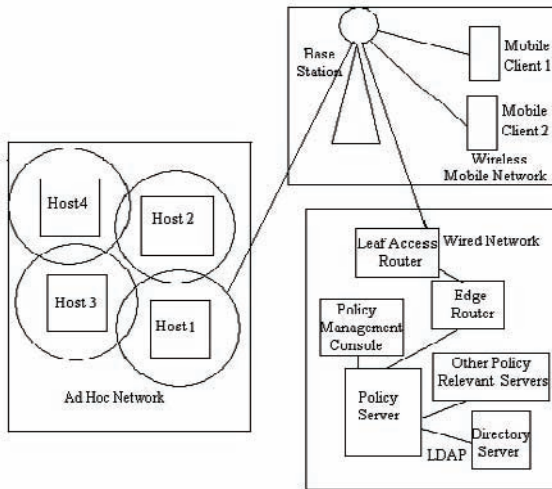 Base
Station
Mubile
Client 1
Mobile
Client 2
Wireless
Mobile Network
Host4
Host 2
Host 3
Host 1
Ad Hoc Network
Leaf Access
Router
Wired Network
Edge
Router
Policy
Management
Console
Other Policy
Relevant Servers
Policy
Server
Directory
Server
LDAP